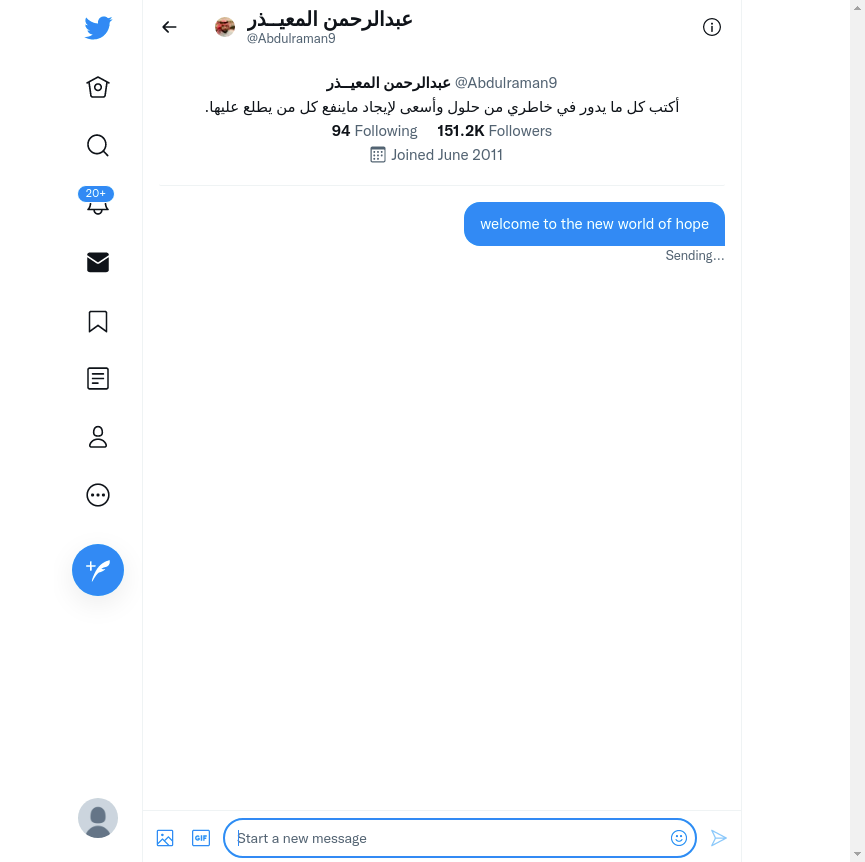 عبدالرحمن المعيــذر
@Abdulraman9
عبدالرحمن المعيــذر @Abdulraman9
أكتب كل ما يدور في خاطري من حلول وأسعى لإيجاد ماينفع كل من يطلع عليها.
94 Following 151.2K Followers
Joined June 2011
20+
welcome to the new world of hope
Sending...
GIF
Start a new message